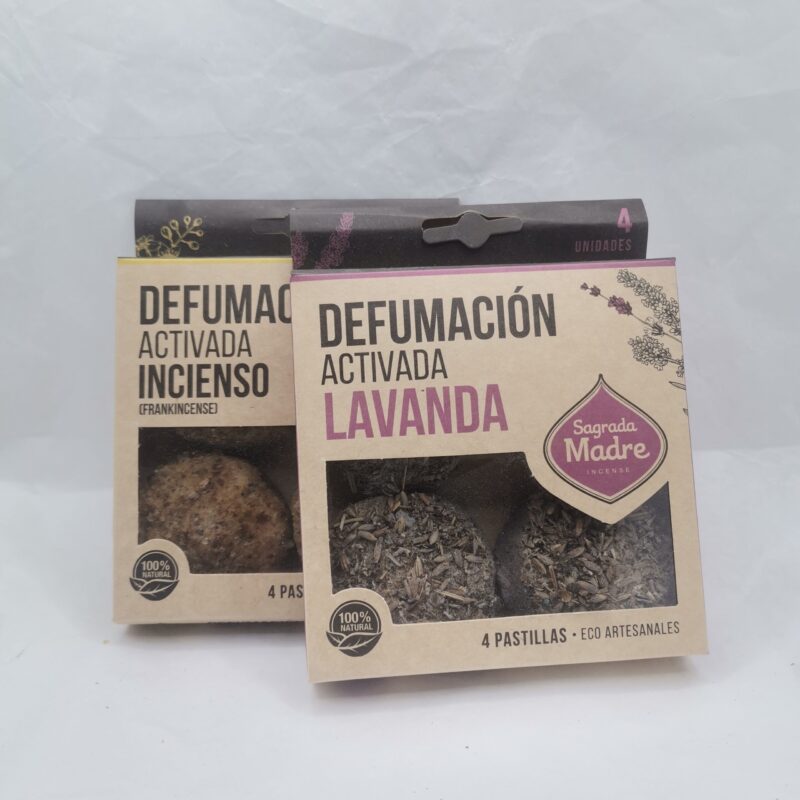 DEFUMAC
ACTIVADA
INCIENSO
(FRANKINCENSE)
100%
NATURAL
4 PAS
4
UNIDADES
DEFUMACIÓN
ACTIVADA
LAVANDA
Sagrada
Madre
INCENSE
100%
NATURAL
4 PASTILLAS • ECO ARTESANALES